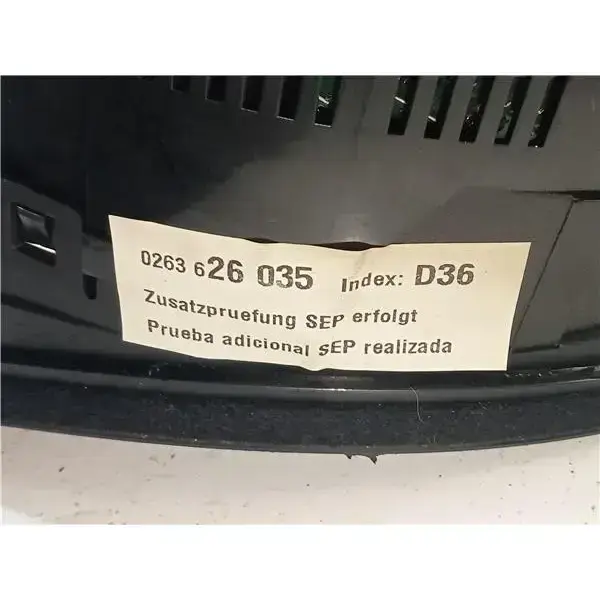 0263 626 035 Index: D36
Zusatzpruefung SEP erfolgt
Prueba adicional SEP realizada